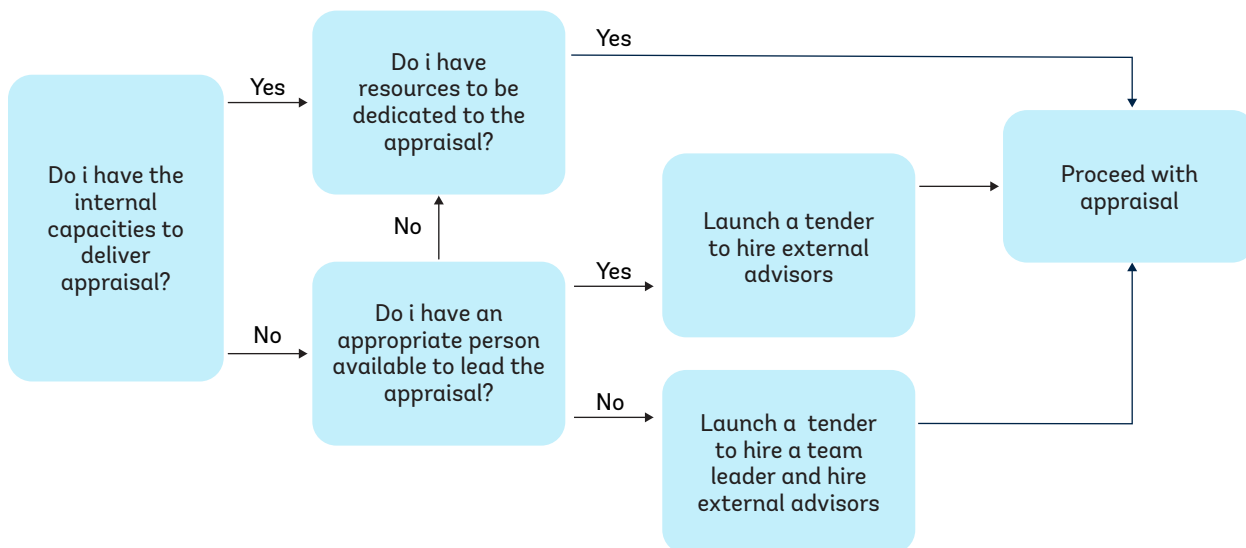 Do i have the
internal
capacities to
deliver
appraisal?
Yes
No
Do i have
resources to be
dedicated to the
appraisal?
Yes
No
Do i have an
appropriate person
available to lead the
appraisal?
Yes
No
Launch a tender
to hire external
advisors
Launch a  tender
to hire a team
leader and hire
external advisors
Proceed with
appraisal